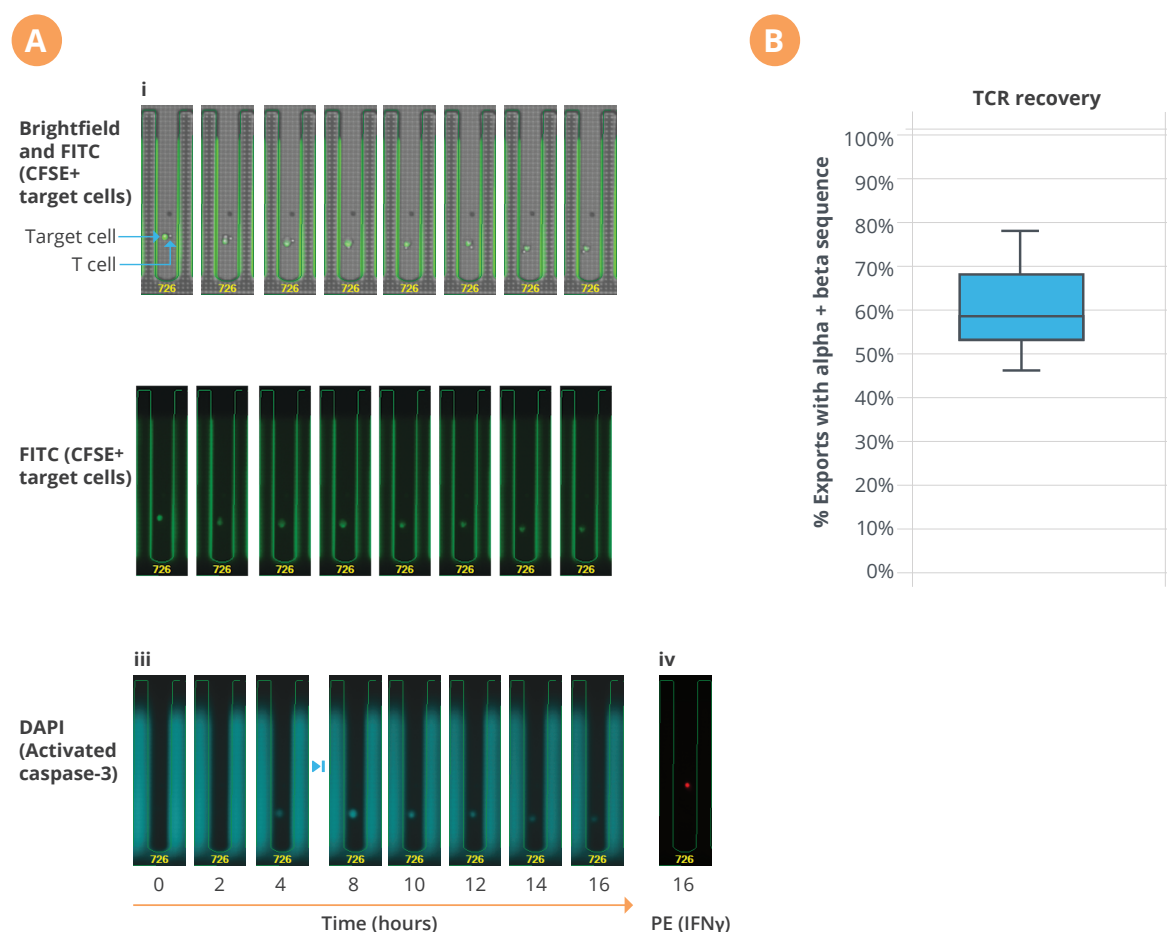 A
i
Brightfield
and FITC
(CFSE+
target cells)
Target cell
T cell
726 726 726 726 726 726 726 726
FITC (CFSE+
target cells)
726 726 726 726 726 726 726 726
iii
iv
DAPI
(Activated
caspase-3)
726 726 726 726 726 726 726 726 726
0 2 4 8 10 12 14 16 16
Time (hours)
PE (IFNγ)
B
TCR recovery
% Exports with alpha + beta sequence
100%
90%
80%
70%
60%
50%
40%
30%
20%
10%
0%